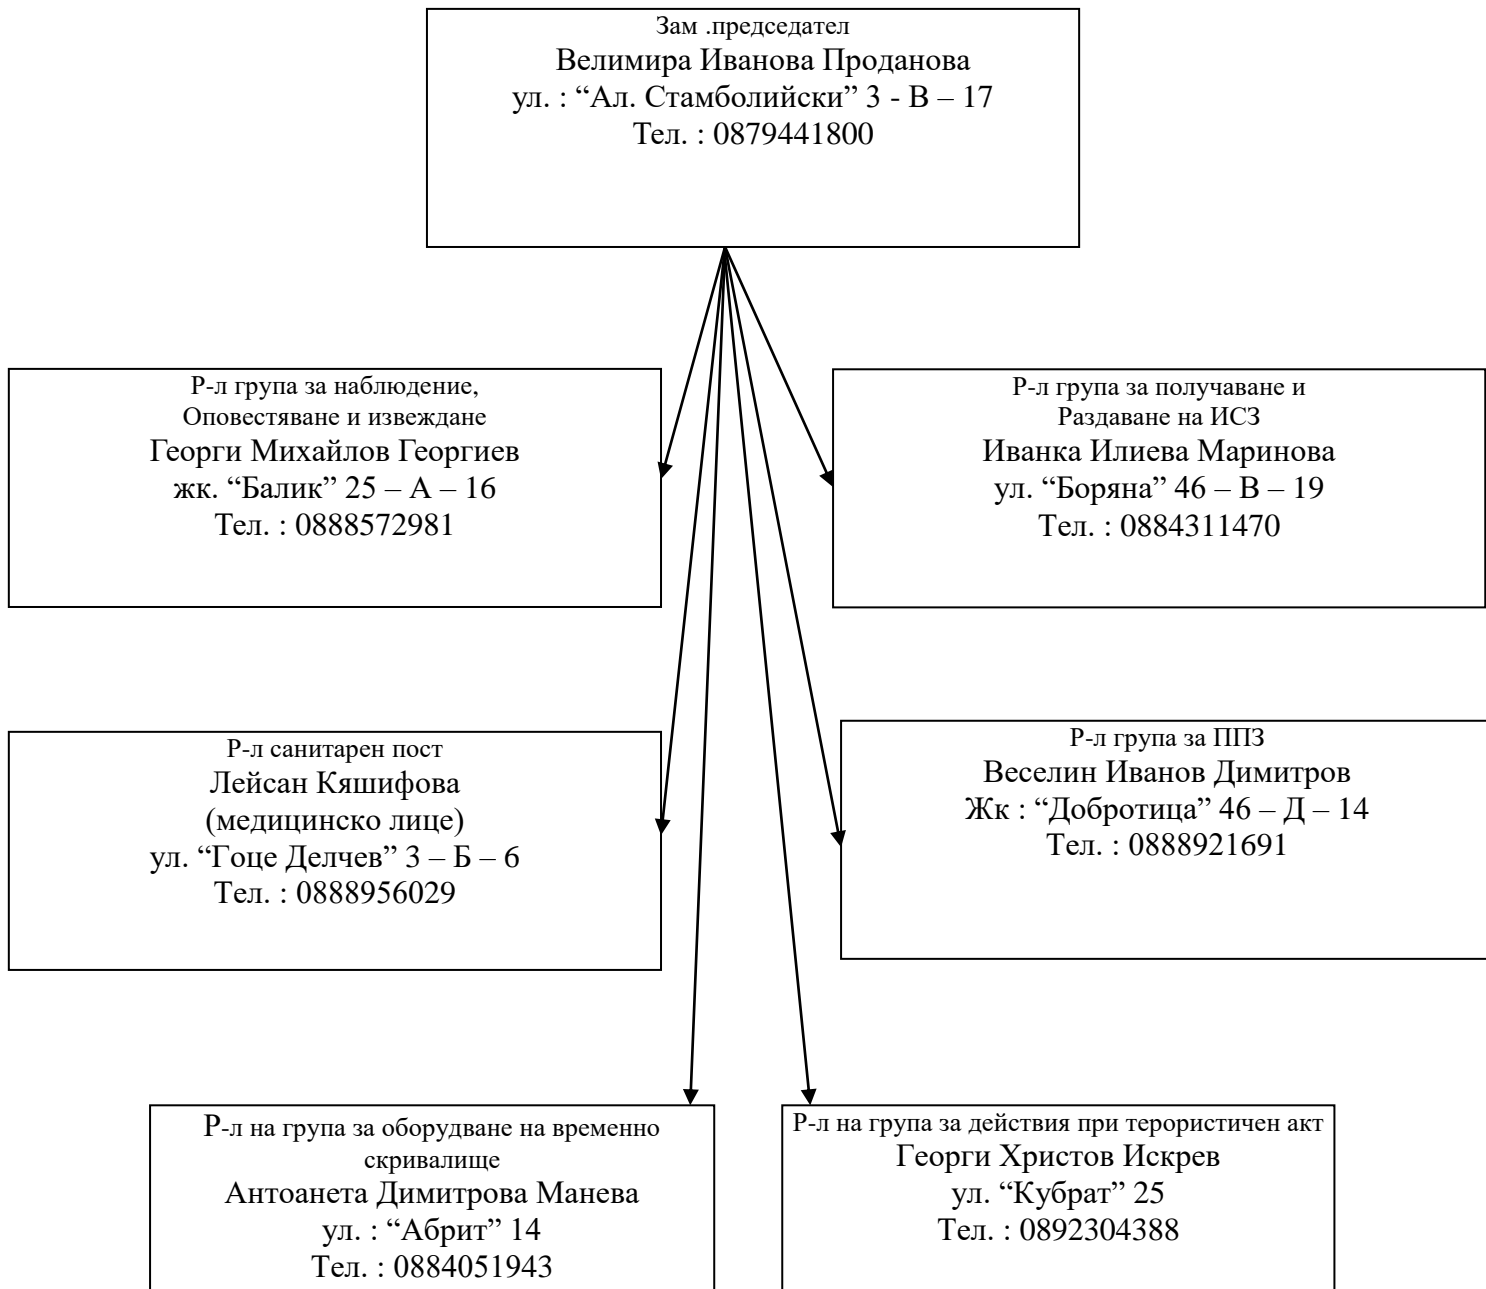 Зам .председател
Велимира Иванова Проданова
ул. : “Ал. Стамболийски” 3 - В – 17
Тел. : 0879441800
Р-л група за наблюдение,
Оповестяване и извеждане
Георги Михайлов Георгиев
жк. “Балик” 25 – А – 16
Тел. : 0888572981
Р-л група за получаване и
Раздаване на ИСЗ
Иванка Илиева Маринова
ул. “Боряна” 46 – В – 19
Тел. : 0884311470
Р-л санитарен пост
Лейсан Кяшифова
(медицинско лице)
ул. “Гоце Делчев” 3 – Б – 6
Тел. : 0888956029
Р-л група за ППЗ
Веселин Иванов Димитров
Жк : “Добротица” 46 – Д – 14
Тел. : 0888921691
Р-л на група за оборудване на временно
скривалище
Антоанета Димитрова Манева
ул. : “Абрит” 14
Тел. : 0884051943
Р-л на група за действия при терористичен акт
Георги Христов Искрев
ул. “Кубрат” 25
Тел. : 0892304388